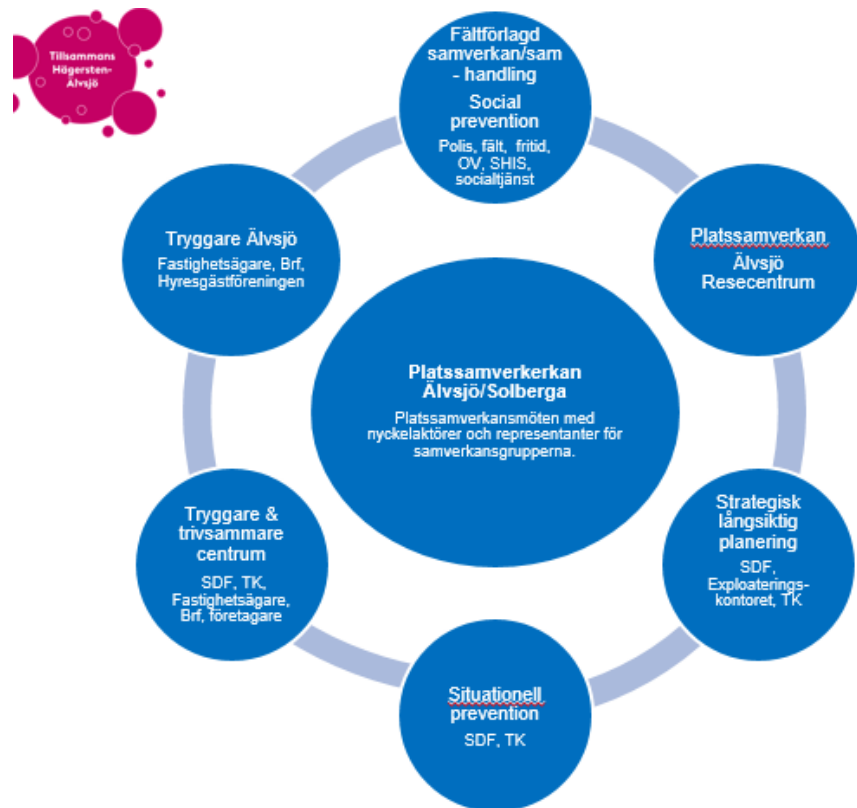 Tillsammans
Hägersten-
Älvsjö
Fältförlagd
samverkan/sam
- handling
Social
prevention
Polis, fält, fritid,
OV, SHIS,
socialtjänst
Tryggare Älvsjö
Fastighetsägare, Brf,
Hyresgästföreningen
Platssamverkan
Älvsjö
Resecentrum
Platssamverkerkan
Älvsjö/Solberga
Platssamverkansmöten med
nyckelaktörer och representanter för
samverkansgrupperna.
Tryggare &
trivsammare
centrum
SDF, TK,
Fastighetsägare,
Brf, företagare
Strategisk
långsiktig
planering
SDF,
Exploaterings-
kontoret, TK
Situationell
prevention
SDF, TK